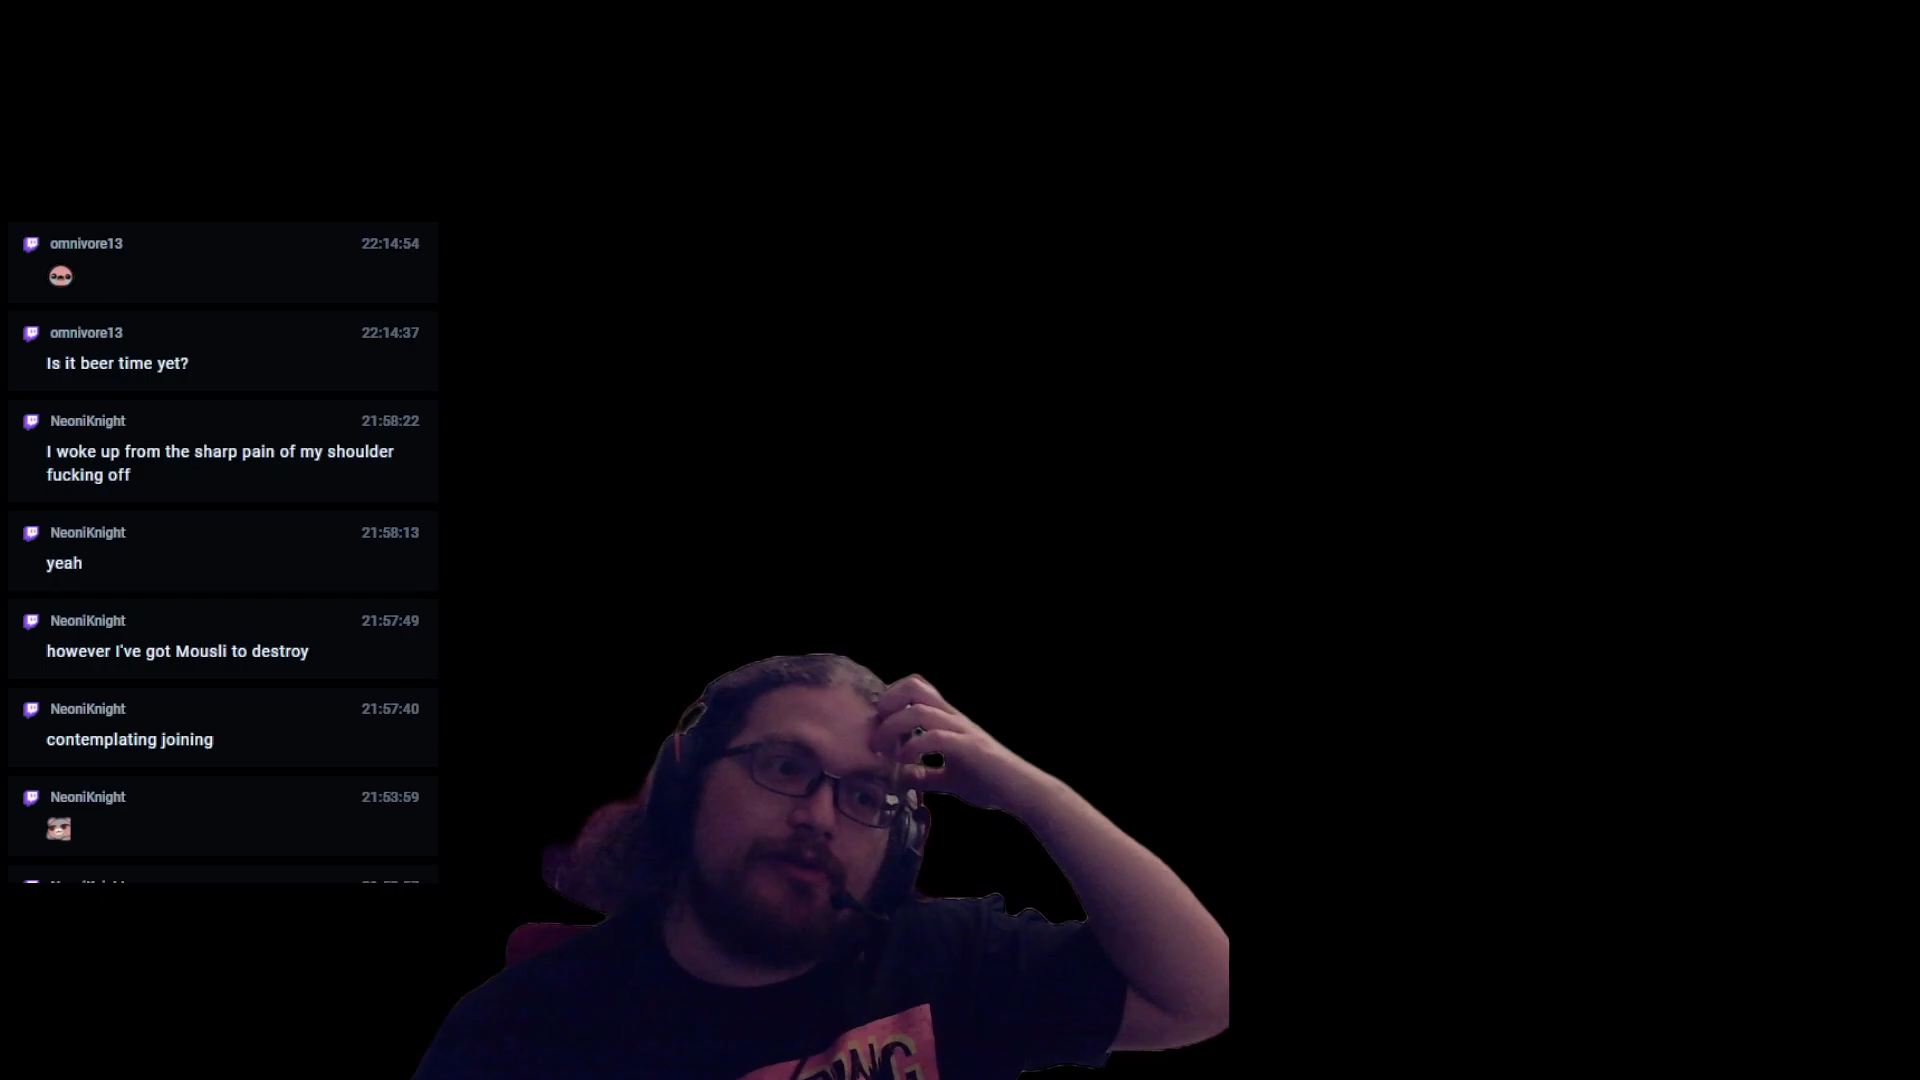 omnivore13 22:14:54
omnivore13 22:14:37
Is it beer time yet?
NeoniKnight 21:58:22
I woke up from the sharp pain of my shoulder
fucking off
NeoniKnight 21:58:13
yeah
NeoniKnight 21:57:49
however I've got Mousli to destroy
NeoniKnight 21:57:40
contemplating joining
NeoniKnight 21:53:59